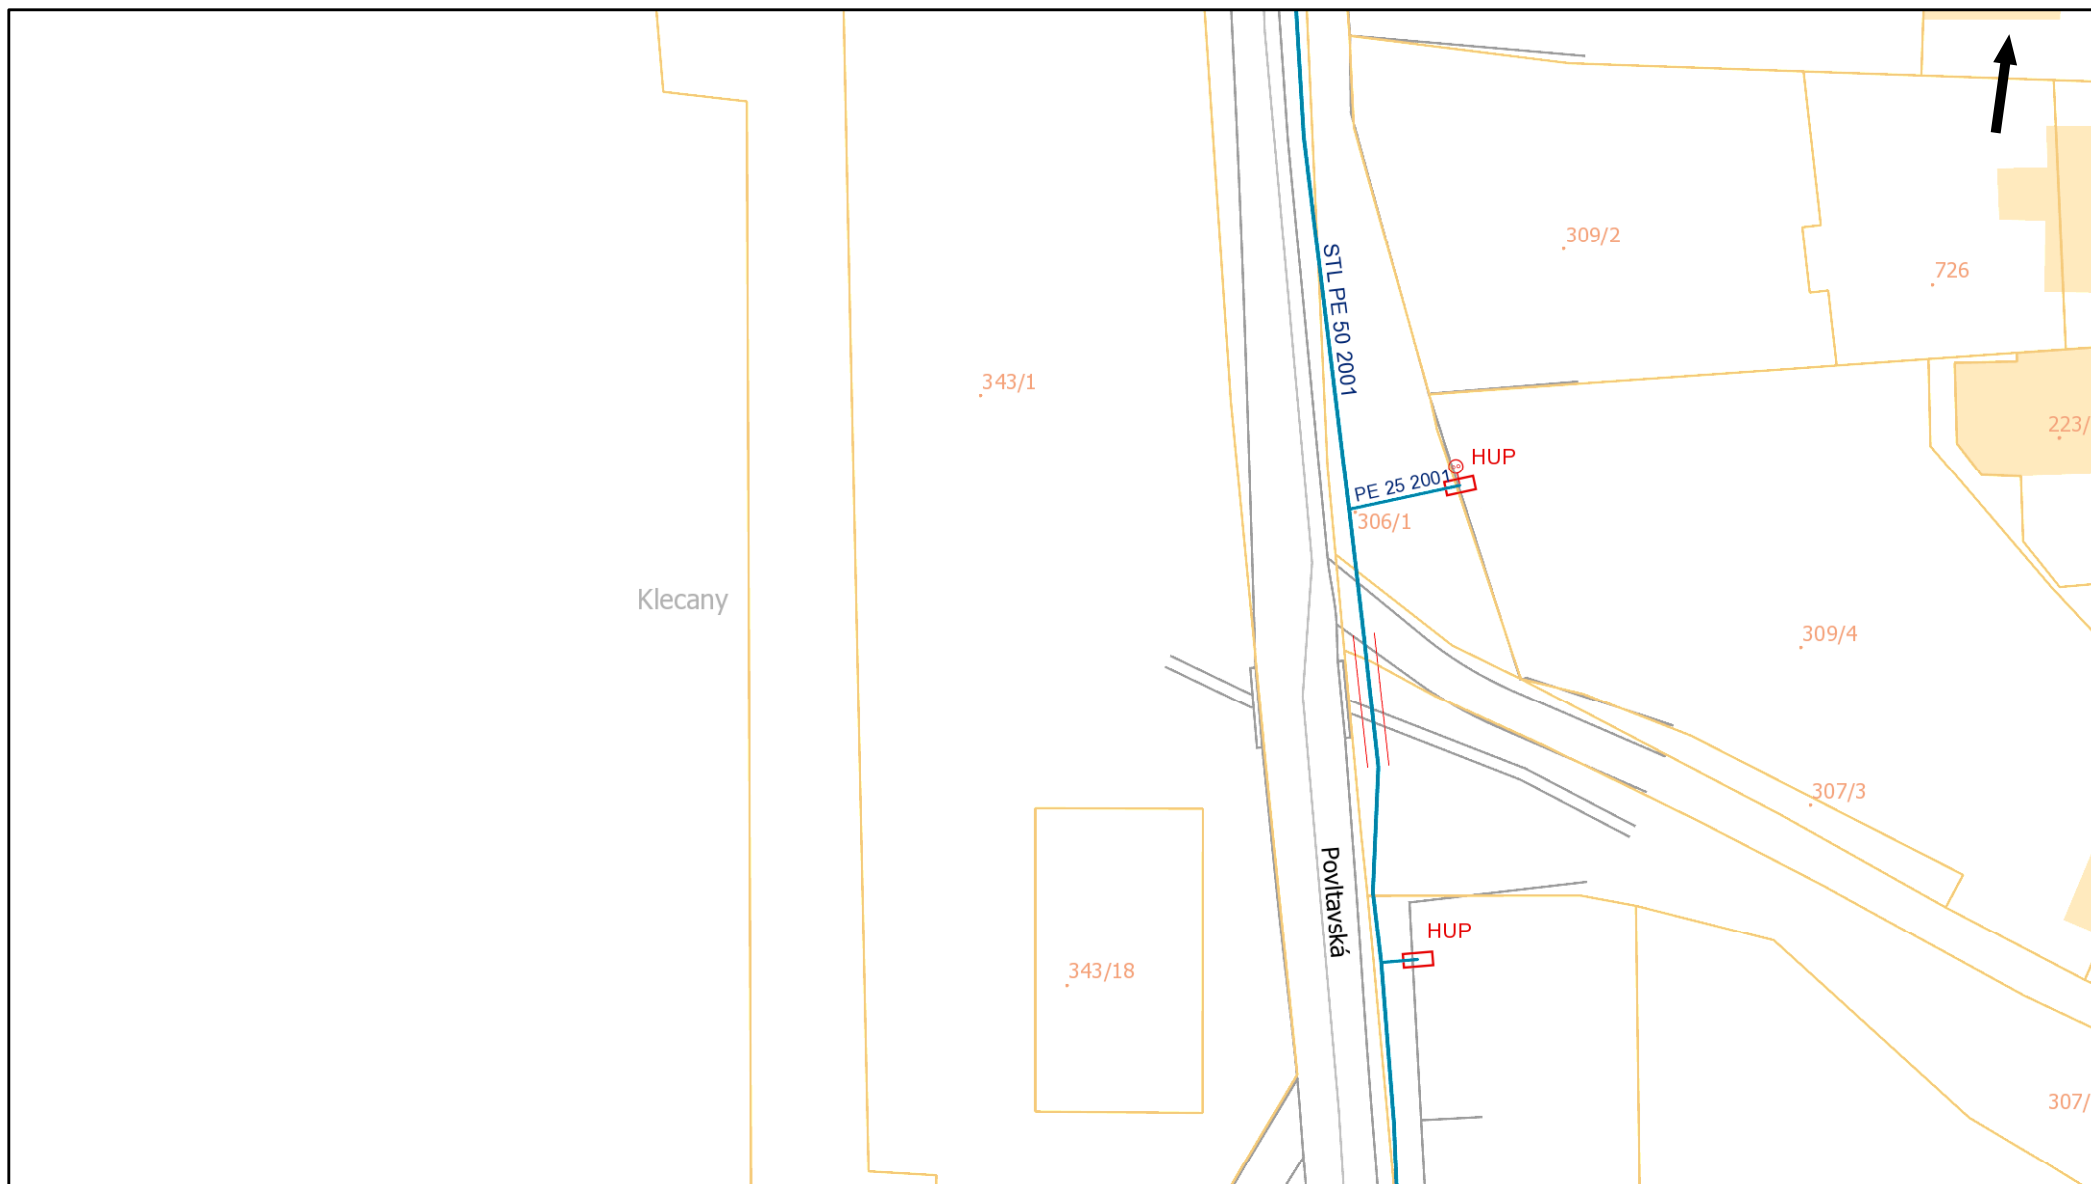 309/2
726
STL PE 50 2001
343/1
223/
HUP
PE 25 2001
306/1
Klecany
309/4
307/3
Povltavská
HUP
343/18
307/